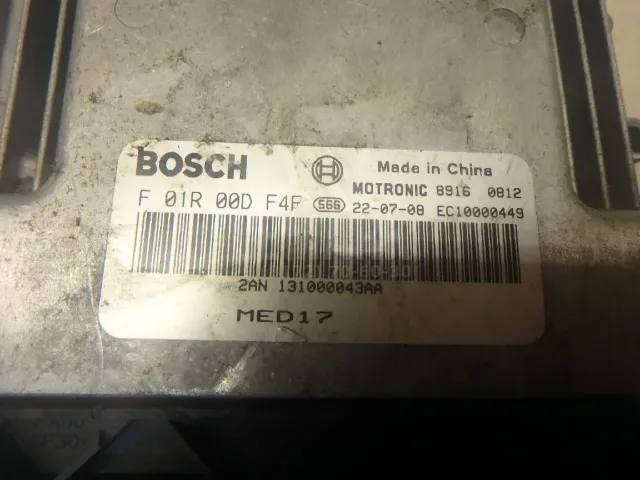 BOSCH
Made in China
MOTRONIC 8916 0812
F 01R 00D F4F 566 22-07-08 EC10000449
2AN 131000043AA
MED17